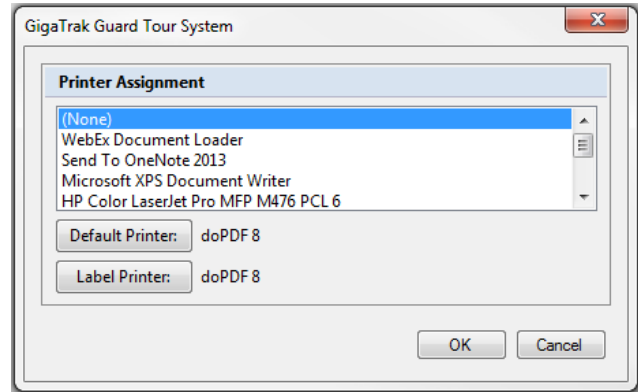 GigaTrak Guard Tour System
Printer Assignment
(None)
WebEx Document Loader
Send To OneNote 2013
Microsoft XPS Document Writer
HP Color LaserJet Pro MFP M476 PCL 6
Default Printer: doPDF 8
Label Printer: doPDF 8
OK Cancel